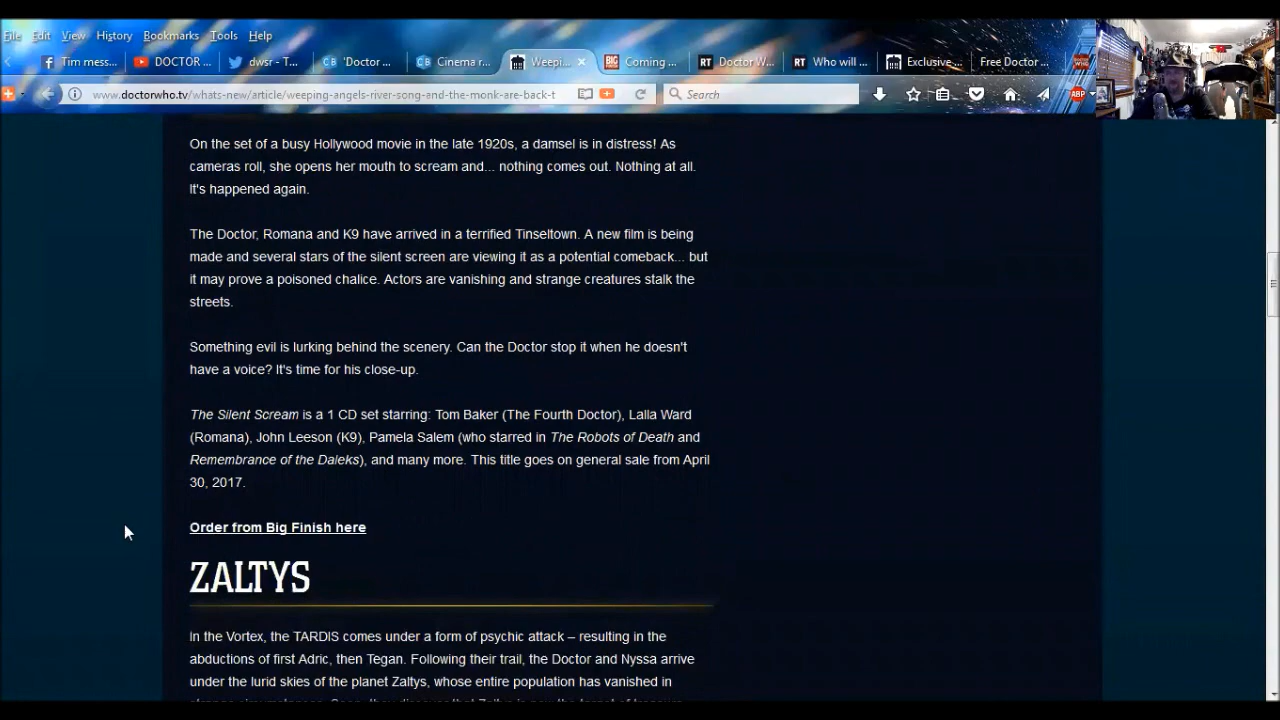 File Edit View History Bookmarks Tools Help
Tim mess... DOCTOR ... dwsr - T... 'Doctor ... Cinema r... Weepi... Coming ... Doctor W... Who will ... Exclusive ... Free Doctor ...
www.doctorwho.tv/whats-new/article/weeping-angels-river-song-and-the-monk-are-back-t Search ABP
On the set of a busy Hollywood movie in the late 1920s, a damsel is in distress! As
cameras roll, she opens her mouth to scream and... nothing comes out. Nothing at all.
It's happened again.
The Doctor, Romana and K9 have arrived in a terrified Tinseltown. A new film is being
made and several stars of the silent screen are viewing it as a potential comeback... but
it may prove a poisoned chalice. Actors are vanishing and strange creatures stalk the
streets.
Something evil is lurking behind the scenery. Can the Doctor stop it when he doesn't
have a voice? It's time for his close-up.
The Silent Scream is a 1 CD set starring: Tom Baker (The Fourth Doctor), Lalla Ward
(Romana), John Leeson (K9), Pamela Salem (who starred in The Robots of Death and
Remembrance of the Daleks), and many more. This title goes on general sale from April
30, 2017.
Order from Big Finish here
ZALTYS
In the Vortex, the TARDIS comes under a form of psychic attack – resulting in the
abductions of first Adric, then Tegan. Following their trail, the Doctor and Nyssa arrive
under the lurid skies of the planet Zaltys, whose entire population has vanished in